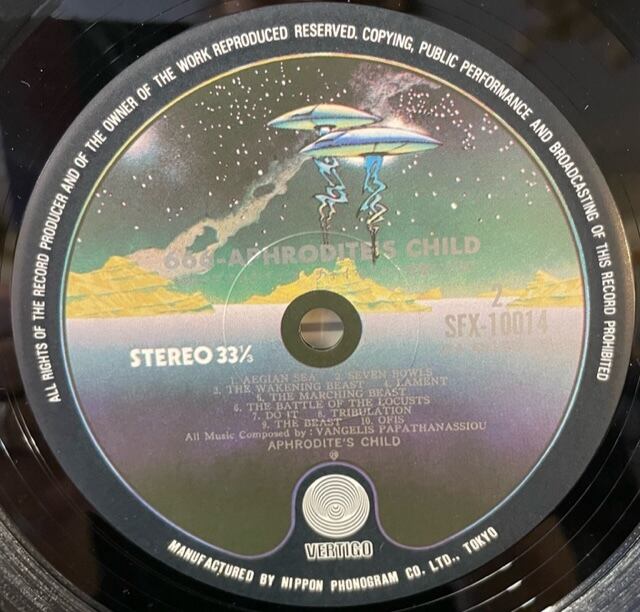 ALL RIGHTS OF THE RECORD PRODUCER AND OF THE OWNER OF THE WORK REPRODUCED RESERVED. COPYING, PUBLIC PERFORMANCE AND BROADCASTING OF THIS RECORD PROHIBITED
666-APHRODITE'S CHILD
2
SFX-10014
STEREO 33⅓
1. AEGIAN SEA 2. SEVEN BOWLS
3. THE WAKENING BEAST 4. LAMENT
5. THE MARCHING BEAST
6. THE BATTLE OF THE LOCUSTS
7. DO IT 8. TRIBULATION
9. THE BEAST 10. OFIS
All Music Composed by : VANGELIS PAPATHANASSIOU
APHRODITE'S CHILD
VERTIGO
MANUFACTURED BY NIPPON PHONOGRAM CO, LTD., TOKYO